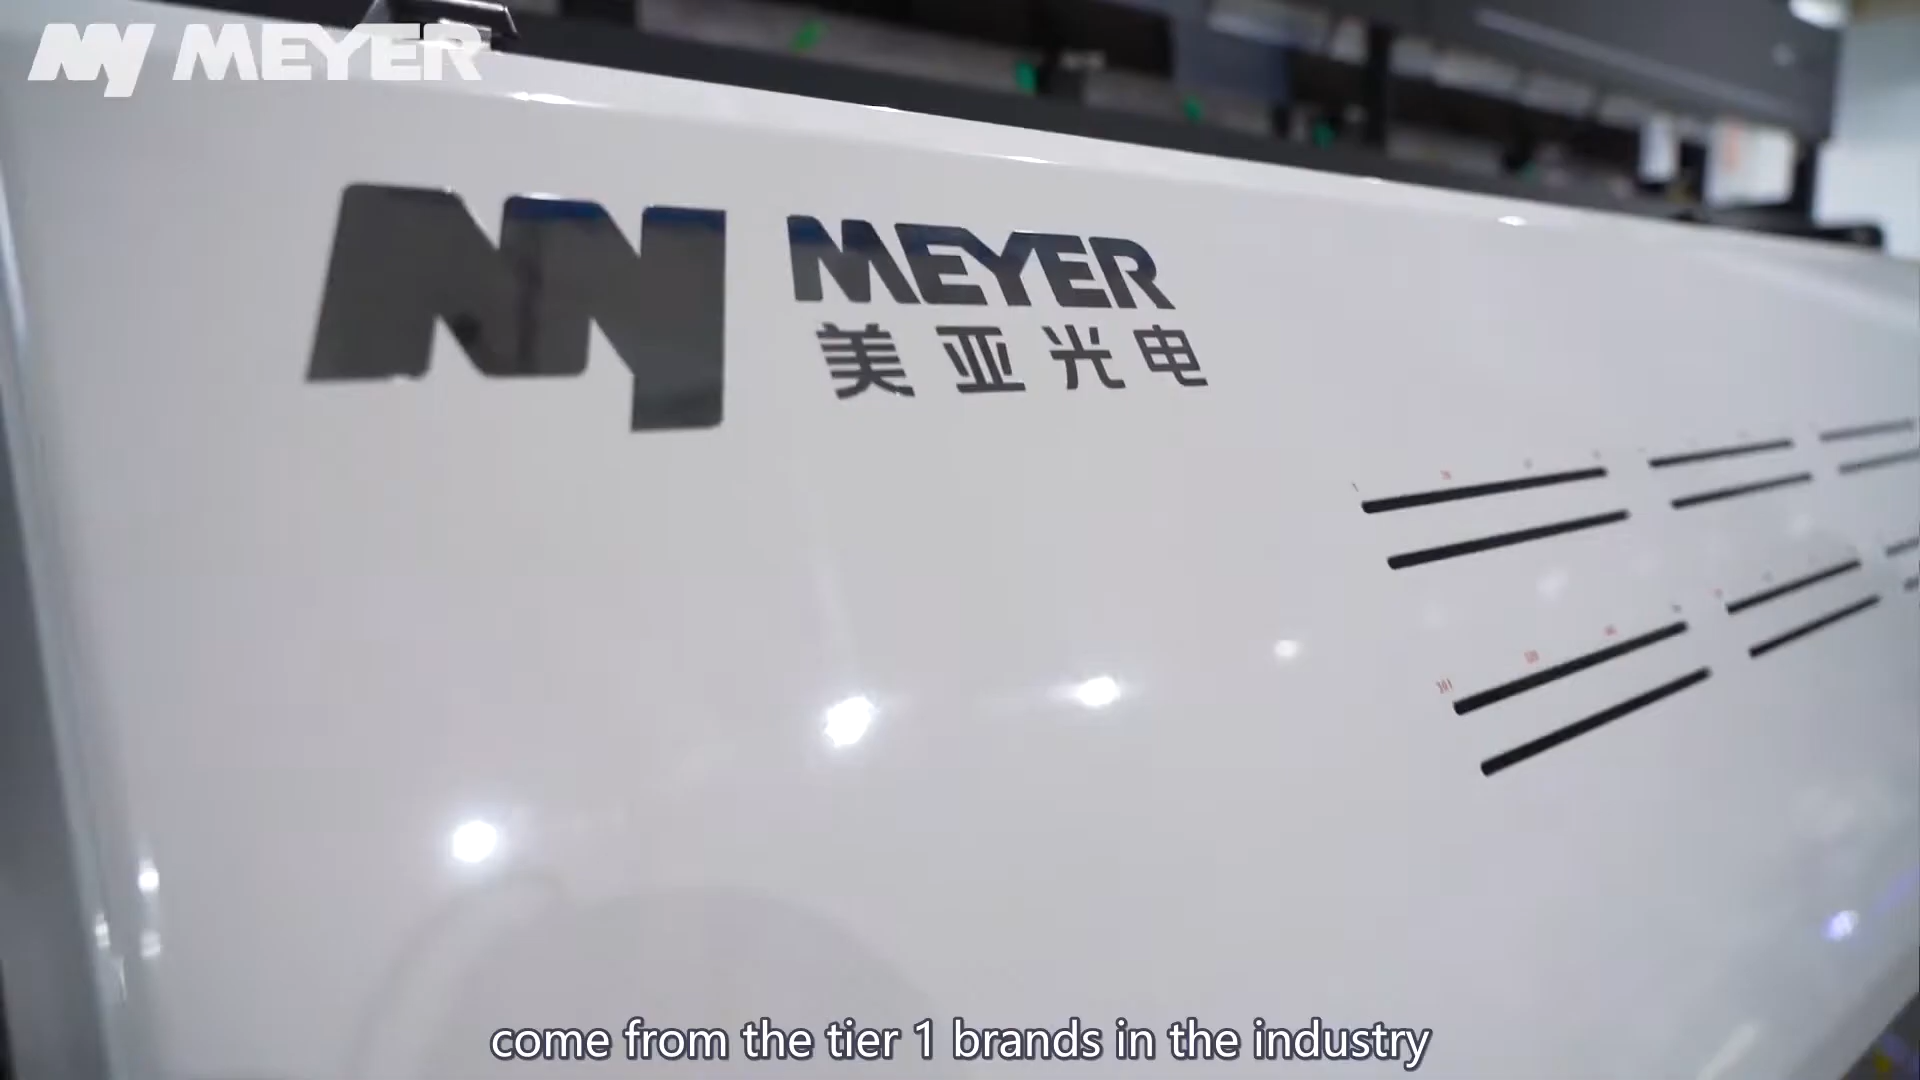 MEYER
MEYER
美亚光电
come from the tier 1 brands in the industry